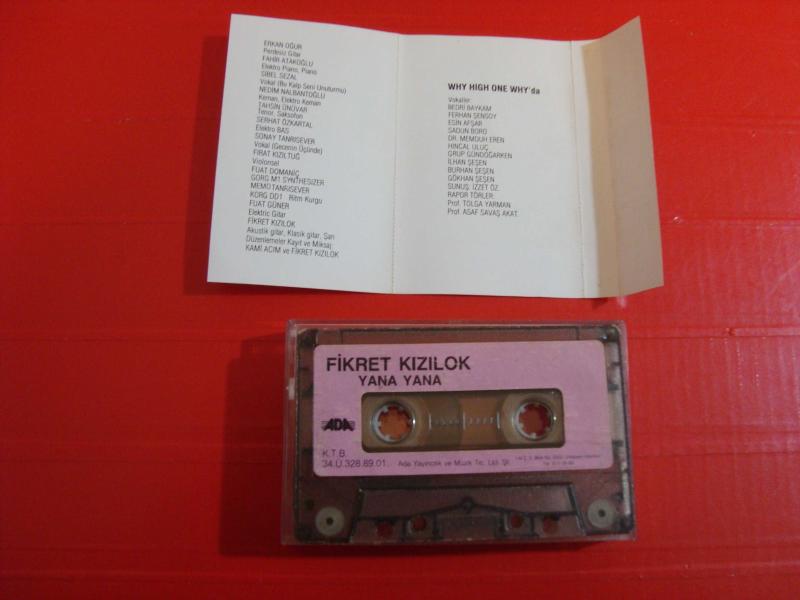 ERKAN OĞUR
Perdesiz Gitar
FAHİR ATAKOĞLU
Elektro Piano, Piano
SİBEL SEZAL
Vokal (Bu Kalp Seni Unuturmu)
NEDİM NALBANTOĞLU
Keman, Elektro Keman
TAHSİN ÜNÜVAR
Tenor, Saksofon
SERHAT ÖZKARTAL
Elektro BAS
SONAY TANRISEVER
Vokal (Gecenin Üçünde)
FIRAT KIZILTUĞ
Violonsel
FUAT DOMANİÇ
GORG M1 SYNTHESIZER
MEMO TANRISEVER
KORG DD1 Ritm Kurgu
FUAT GÜNER
Elektric Gitar
FİKRET KIZILOK
Akustik gitar, Klasik gitar, Şan
Düzenlemeler Kayıt ve Miksaj:
KAMİ ACIM ve FİKRET KIZILOK
WHY HIGH ONE WHY'da
Vokaller
BEDRİ BAYKAM
FERHAN ŞENSOY
ESİN AFŞAR
SADUN BORO
DR. MEMDUH EREN
HINCAL ULUÇ
GRUP GÜNDOĞARKEN
İLHAN ŞEŞEN
BURHAN ŞEŞEN
GÖKHAN ŞEŞEN
SUNUŞ: İZZET ÖZ.
RAPOR TÖRLER:
Prof. TOLGA YARMAN
Prof. ASAF SAVAŞ AKAT.
FİKRET KIZILOK
YANA YANA
ADA
K.T.B.
34.Ü.328.89.01. Ada Yayıncılık ve Müzik Tic. Ltd. Şti.